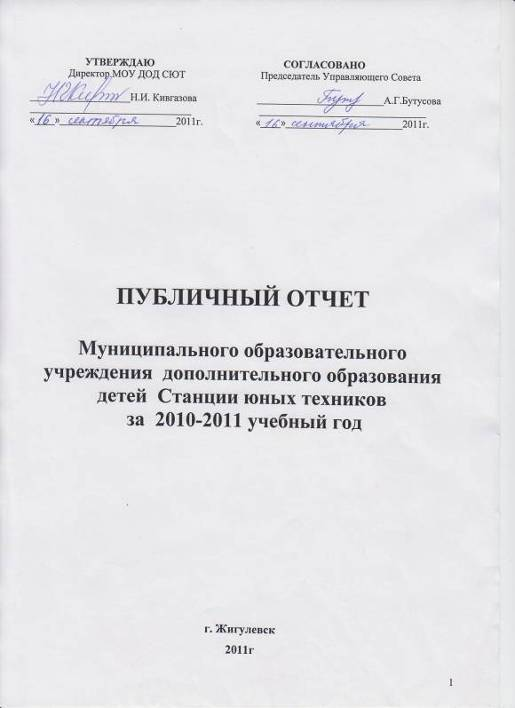 УТВЕРЖДАЮ
Директор МОУ ДОД СЮТ
Н.И. Кивгазова
«16» сентября 2011г.
СОГЛАСОВАНО
Председатель Управляющего Совета
А.Г.Бутусова
«16» сентября 2011г.
ПУБЛИЧНЫЙ ОТЧЕТ
Муниципального образовательного
учреждения дополнительного образования
детей Станции юных техников
за 2010-2011 учебный год
г. Жигулевск
2011г
1